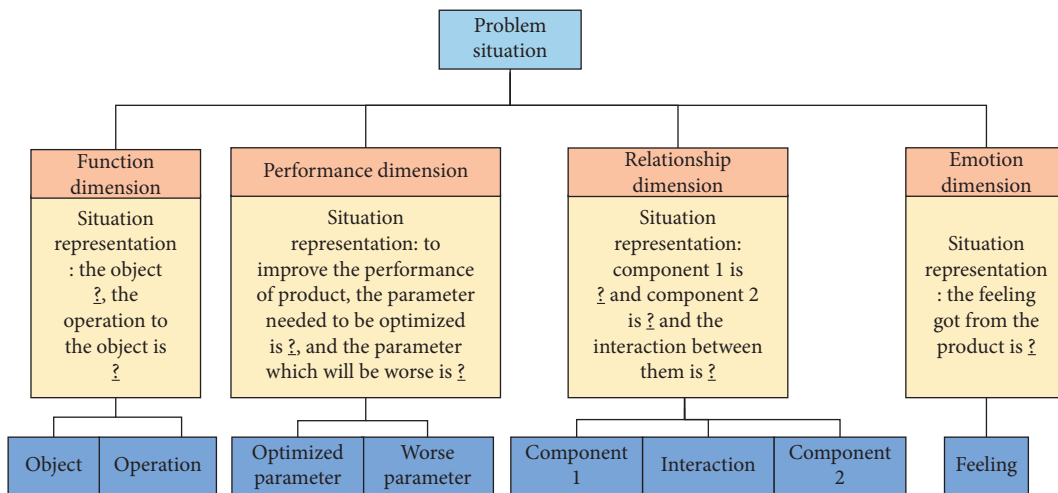 Problem
situation
Function
dimension
Situation
representation
: the object
?, the
operation to
the object is
?
Performance dimension
Situation
representation: to
improve the performance
of product, the parameter
needed to be optimized
is ?, and the parameter
which will be worse is ?
Relationship
dimension
Situation
representation:
component 1 is
? and component 2
is ? and the
interaction between
them is ?
Emotion
dimension
Situation
representation
: the feeling
got from the
product is ?
Object
Operation
Optimized
parameter
Worse
parameter
Component
1
Interaction
Component
2
Feeling